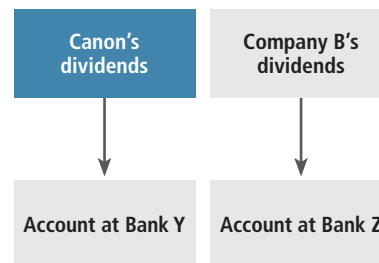 Canon's
dividends
Company B's
dividends
Account at Bank Y
Account at Bank Z